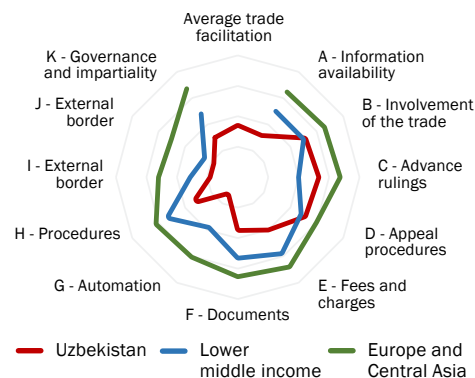 Average trade
facilitation
A - Information
availability
B - Involvement
of the trade
C - Advance
rulings
D - Appeal
procedures
E - Fees and
charges
F - Documents
G - Automation
H - Procedures
I - External
border
J - External
border
K - Governance
and impartiality
Uzbekistan
Lower
middle income
Europe and
Central Asia